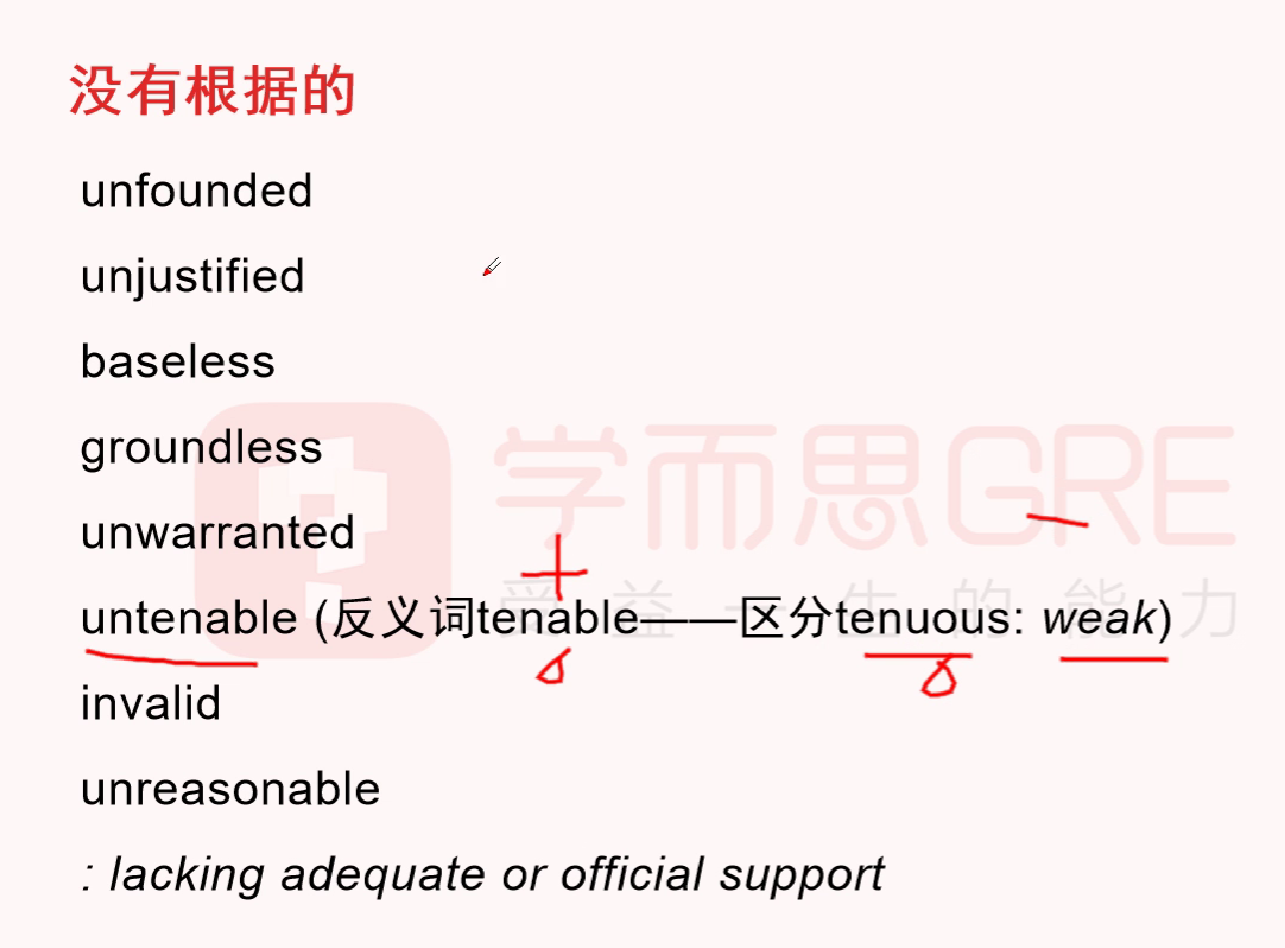 没有根据的
unfounded
unjustified
baseless
groundless
学而思GRE
unwarranted
受益一生的能力
untenable (反义词tenable——区分tenuous: weak)
invalid
unreasonable
: lacking adequate or official support